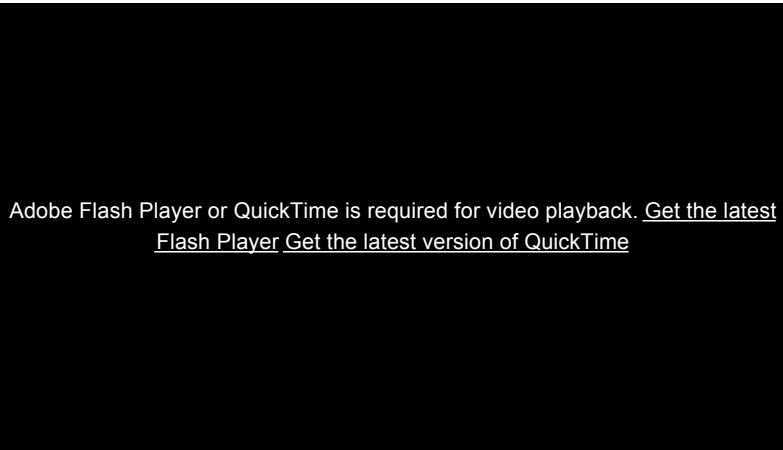 Adobe Flash Player or QuickTime is required for video playback. Get the latest
Flash Player Get the latest version of QuickTime